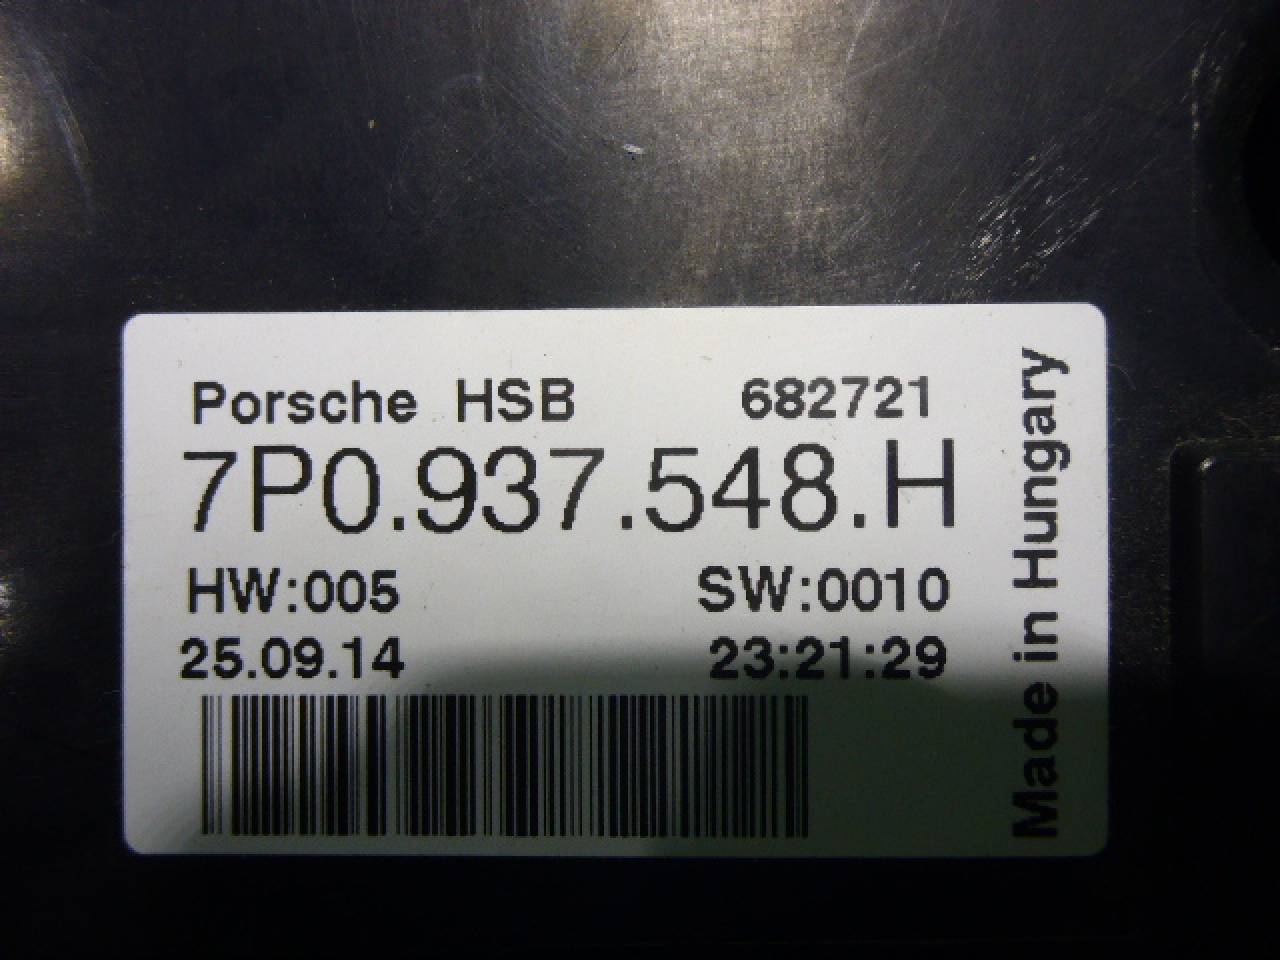 Porsche HSB 682721
7P0.937.548.H
HW:005 SW:0010
25.09.14 23:21:29
Made in Hungary